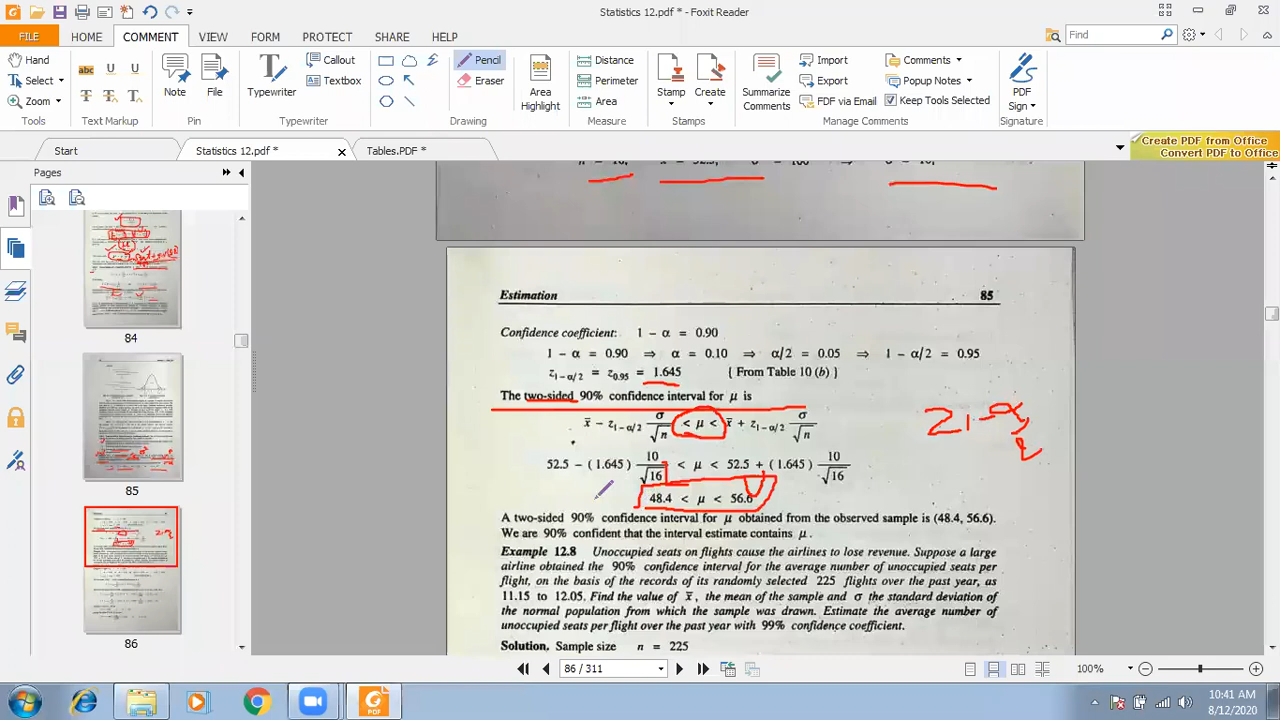 Statistics 12.pdf * - Foxit Reader
FILE HOME COMMENT VIEW FORM PROTECT SHARE HELP
Find
Hand
Select
Zoom
Tools
Text Markup
Note
File
Pin
Typewriter
Callout
Textbox
Typewriter
Pencil
Eraser
Drawing
Area
Highlight
Distance
Perimeter
Area
Measure
Stamp
Create
Stamps
Summarize
Comments
Import
Export
FDF via Email
Comments
Popup Notes
Keep Tools Selected
Manage Comments
PDF
Sign
Signature
Start
Statistics 12.pdf *
Tables.PDF *
Create PDF from Office
Convert PDF to Office
Pages
84
85
86
Estimation 85
Confidence coefficient: 1 − α = 0.90
1 − α = 0.90 ⇒ α = 0.10 ⇒ α/2 = 0.05 ⇒ 1 − α/2 = 0.95
z1−α/2 = z0.95 = 1.645 { From Table 10 (b) }
The two-sided 90% confidence interval for μ is
x̄ − z1−α/2 σ/√n < μ < x̄ + z1−α/2 σ/√n
52.5 − ( 1.645 ) 10/√16 < μ < 52.5 + ( 1.645 ) 10/√16
48.4 < μ < 56.6
A two-sided 90% confidence interval for μ obtained from the observed sample is (48.4, 56.6).
We are 90% confident that the interval estimate contains μ.
Example 12.8 Unoccupied seats on flights cause the airlines to loss revenue. Suppose a large
airline obtained the 90% confidence interval for the average number of unoccupied seats per
flight, on the basis of the records of its randomly selected 225 flights over the past year, as
11.15 to 12.05. Find the value of x̄, the mean of the sample and σ the standard deviation of
the normal population from which the sample was drawn. Estimate the average number of
unoccupied seats per flight over the past year with 99% confidence coefficient.
Solution. Sample size n = 225
86 / 311
100%
10:41 AM
8/12/2020